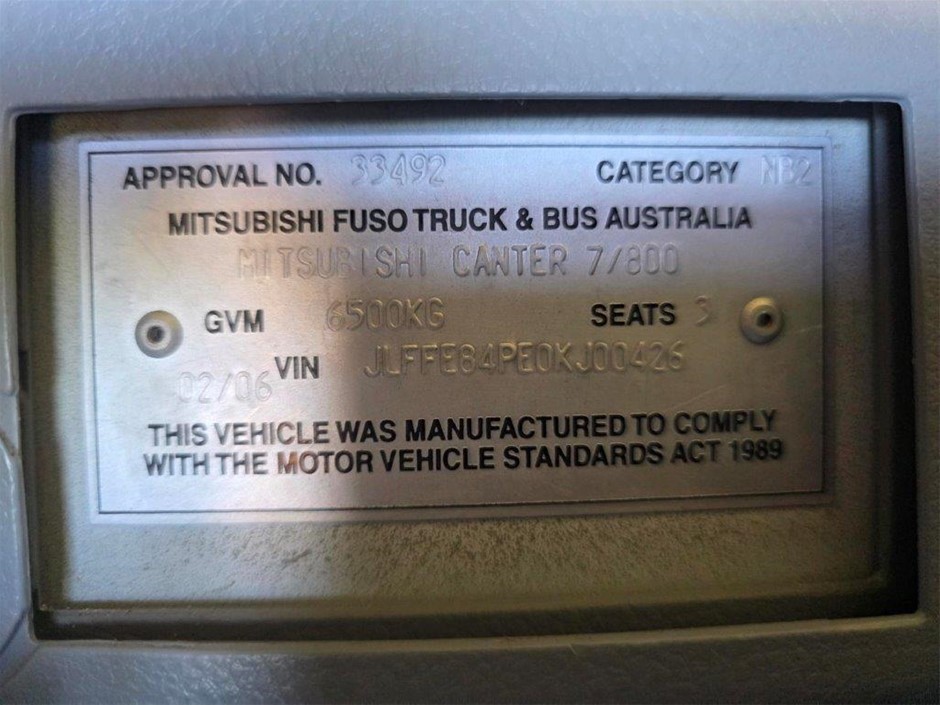 APPROVAL NO. 33492 CATEGORY NB2
MITSUBISHI FUSO TRUCK & BUS AUSTRALIA
MITSUBISHI CANTER 7/800
GVM 6500KG SEATS 3
02/06 VIN JLFFE84PE0KJ00426
THIS VEHICLE WAS MANUFACTURED TO COMPLY
WITH THE MOTOR VEHICLE STANDARDS ACT 1989